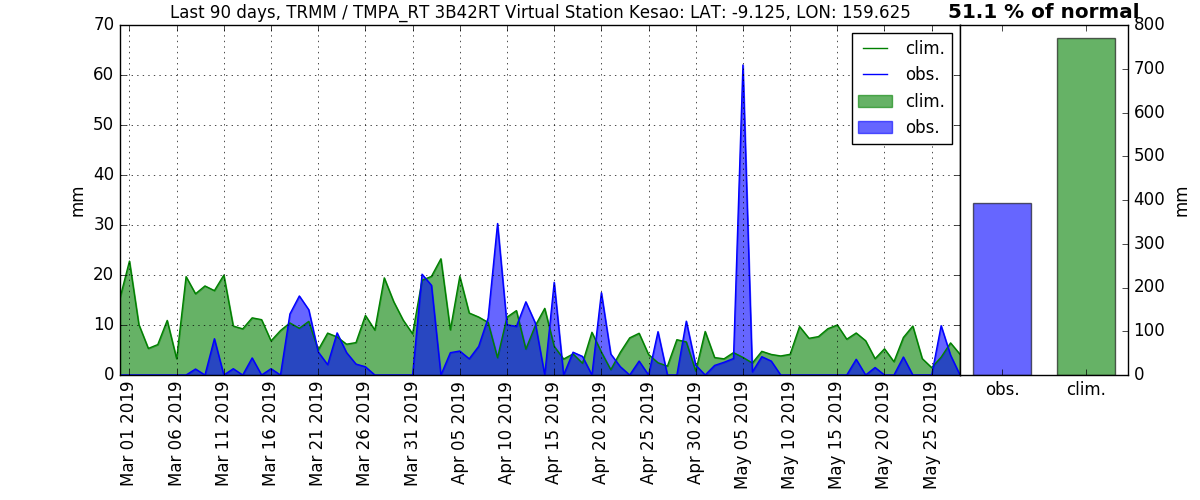 Last 90 days, TRMM / TMPA_RT 3B42RT Virtual Station Kesao: LAT: -9.125, LON: 159.625
51.1 % of normal
70
60
50
40
30
20
10
0
mm
clim.
obs.
clim.
obs.
Mar 01 2019
Mar 06 2019
Mar 11 2019
Mar 16 2019
Mar 21 2019
Mar 26 2019
Mar 31 2019
Apr 05 2019
Apr 10 2019
Apr 15 2019
Apr 20 2019
Apr 25 2019
Apr 30 2019
May 05 2019
May 10 2019
May 15 2019
May 20 2019
May 25 2019
800
700
600
500
400
300
200
100
0
mm
obs.
clim.